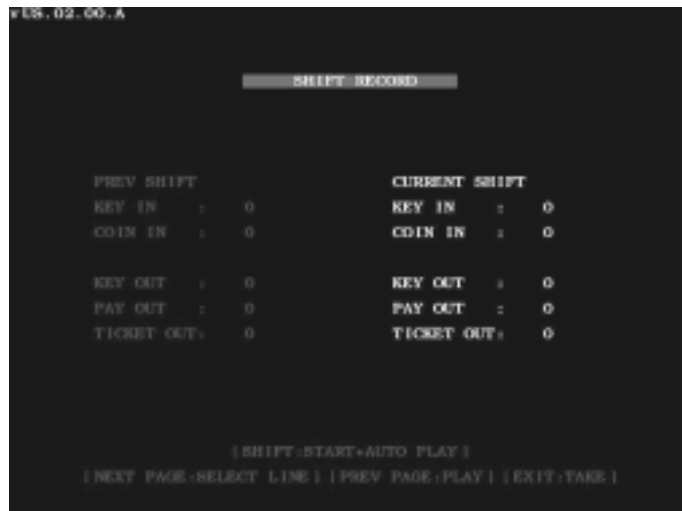 VUS.02.00.A
SHIFT RECORD
PREV SHIFT CURRENT SHIFT
KEY IN : 0 KEY IN : 0
COIN IN : 0 COIN IN : 0
KEY OUT : 0 KEY OUT : 0
PAY OUT : 0 PAY OUT : 0
TICKET OUT: 0 TICKET OUT: 0
[SHIFT:START+AUTO PLAY]
[NEXT PAGE:SELECT LINE] [PREV PAGE:PLAY] [EXIT:TAKE]